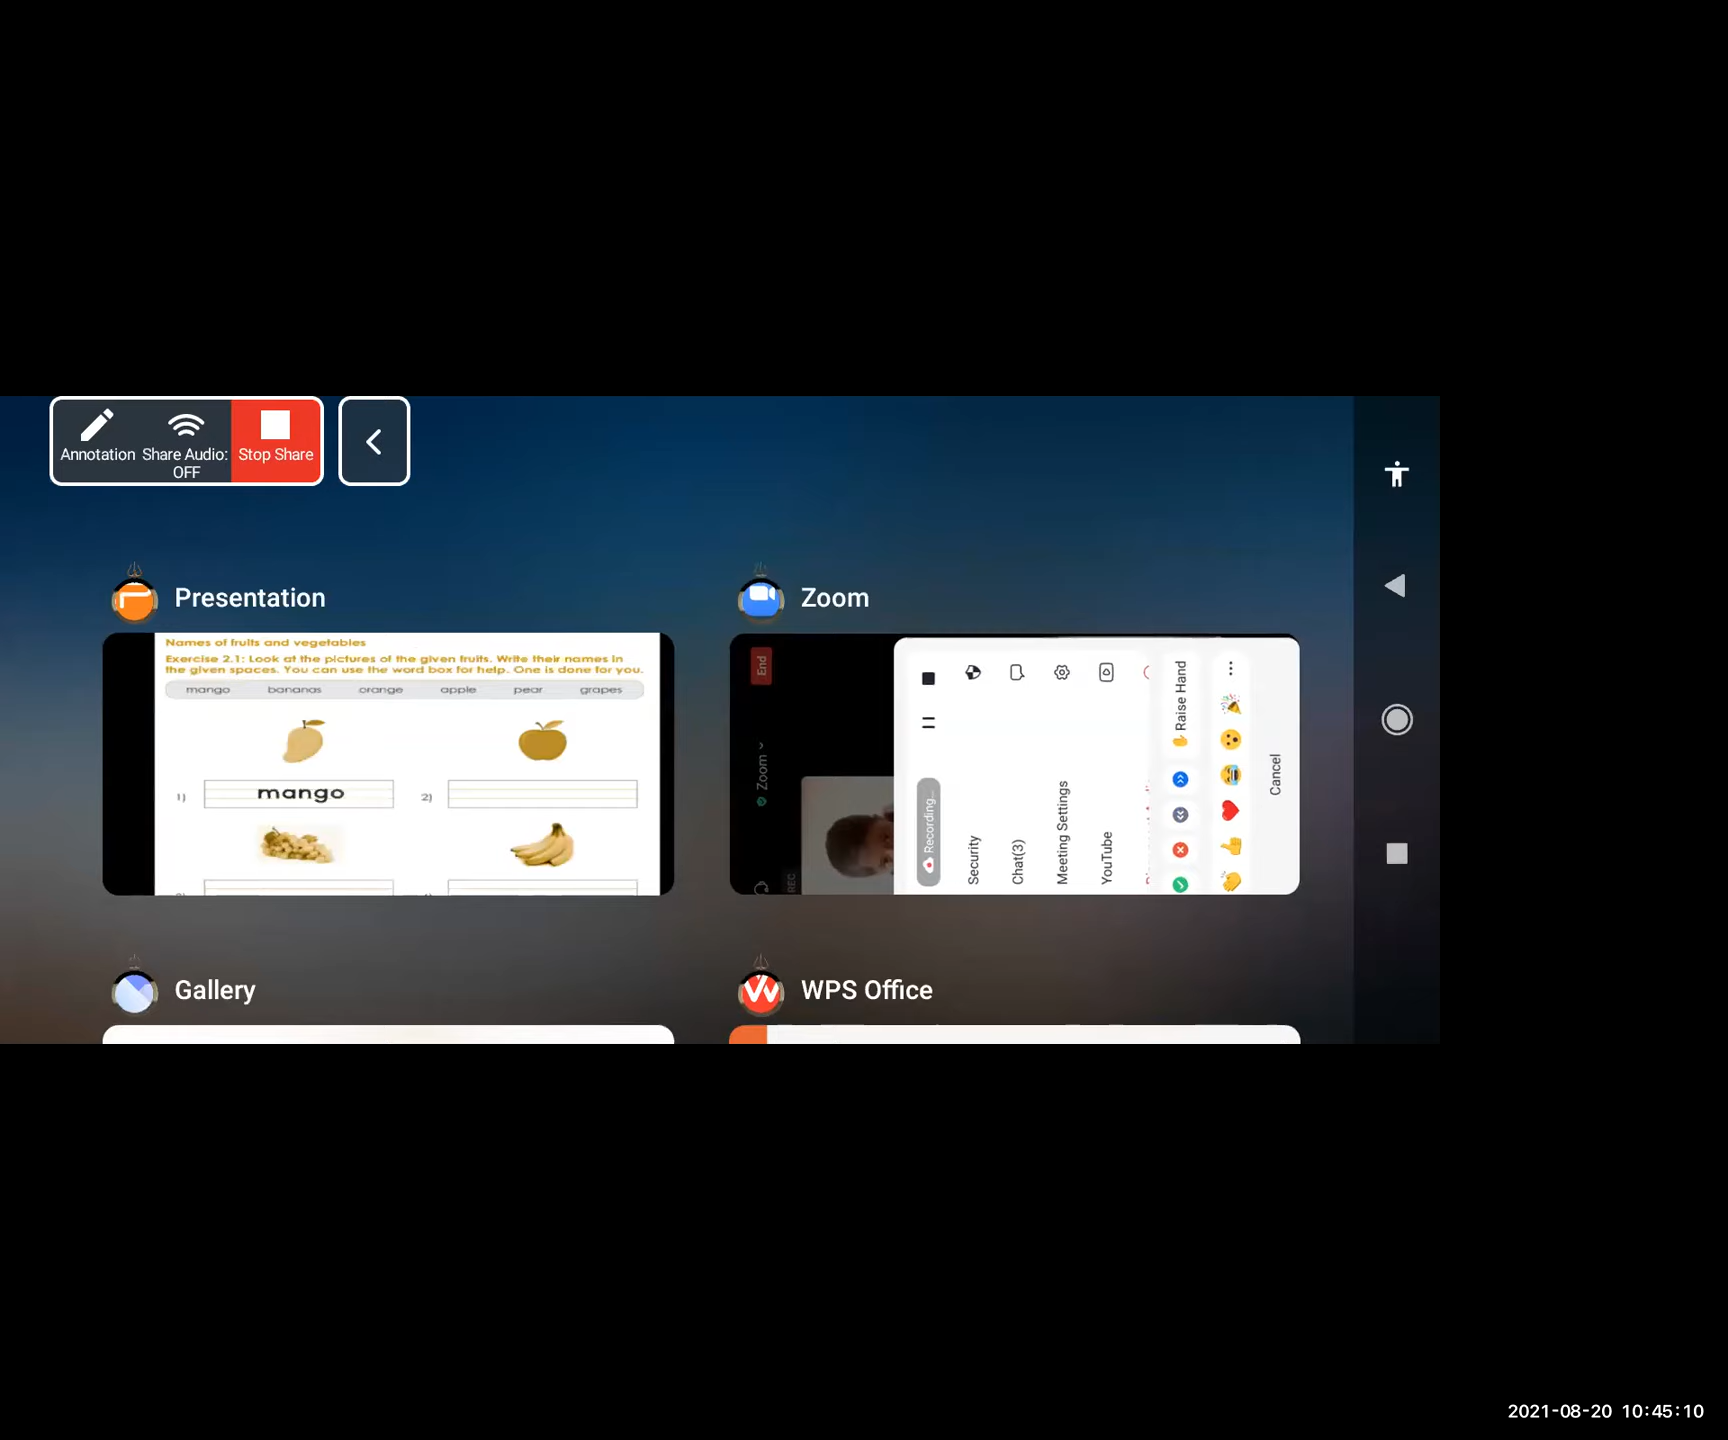 Annotation
Share Audio:
OFF
Stop Share
Presentation
Zoom
Names of fruits and vegetables
Exercise 2.1: Look at the pictures of the given fruits. Write their names in
the given spaces. You can use the word box for help. One is done for you.
mango bananas orange apple pear grapes
1) mango 2)
End
Zoom
REC
Recording...
Security
Chat(3)
Meeting Settings
YouTube
Raise Hand
Cancel
Gallery
WPS Office
2021-08-20 10:45:10